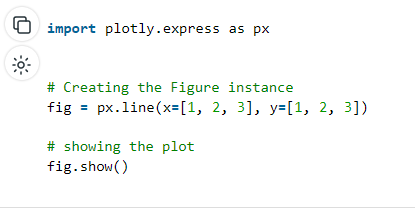 import plotly.express as px
# Creating the Figure instance
fig = px.line(x=[1, 2, 3], y=[1, 2, 3])
# showing the plot
fig.show()